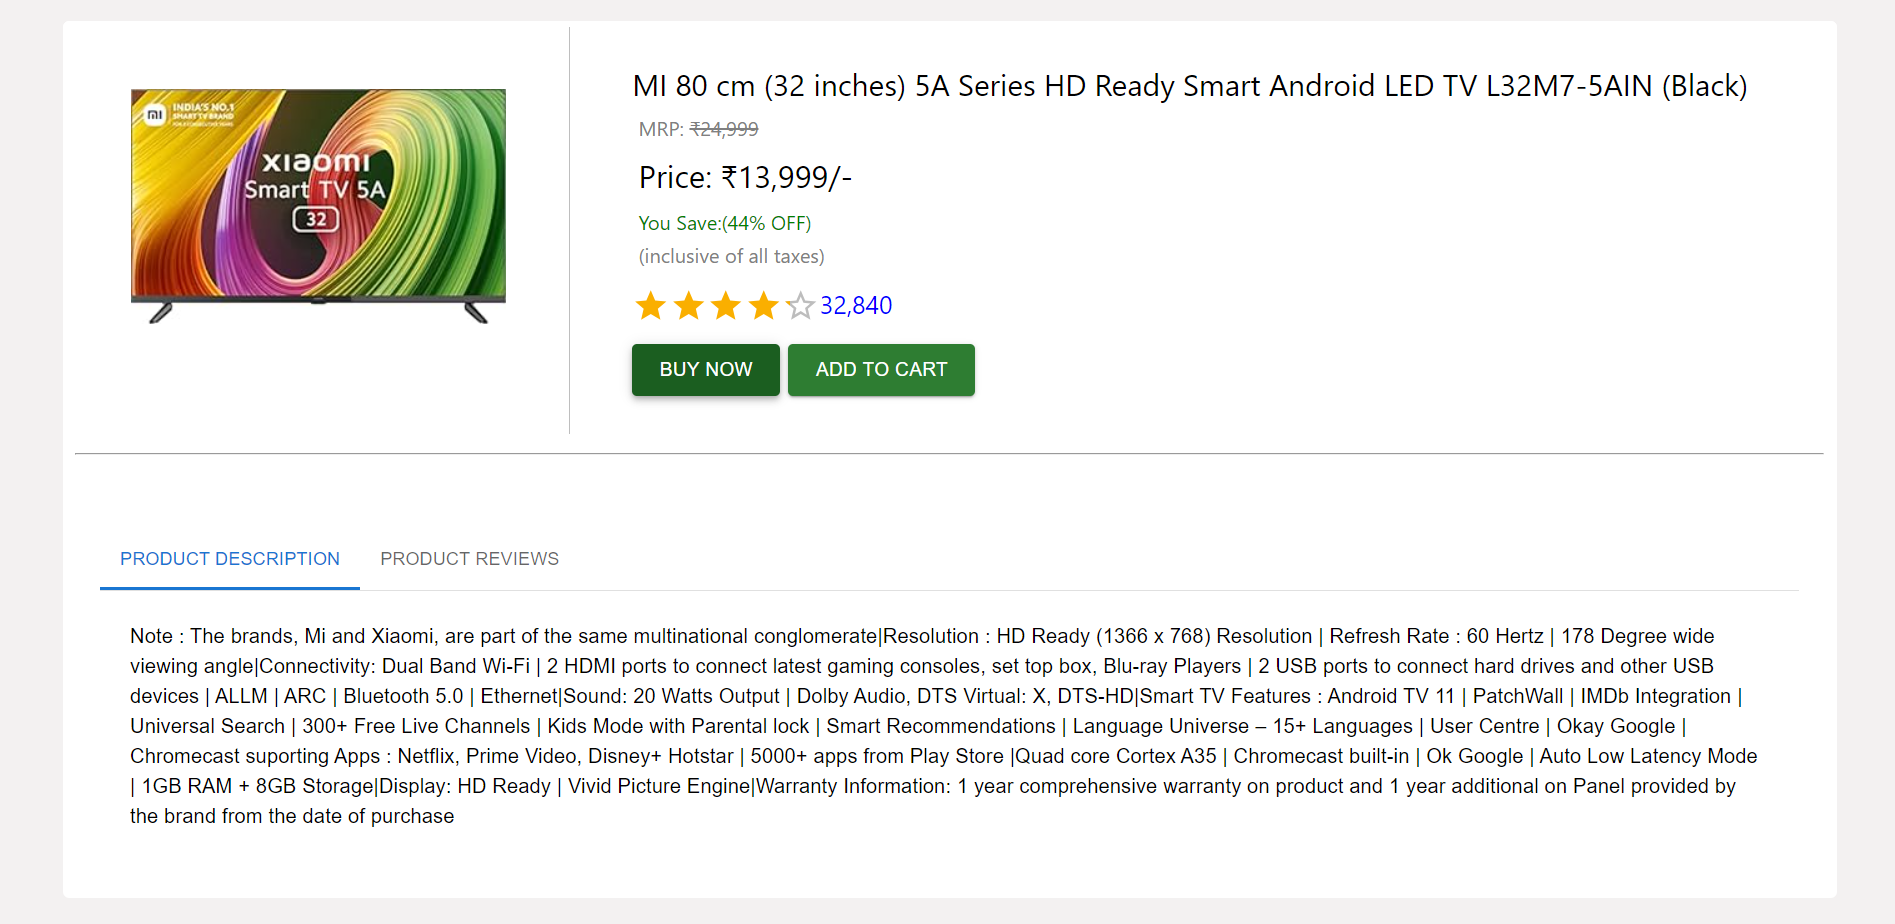 INDIA'S NO.1
SMART TV BRAND
mi
xiaomi
Smart TV 5A
32
MI 80 cm (32 inches) 5A Series HD Ready Smart Android LED TV L32M7-5AIN (Black)
MRP: ₹24,999
Price: ₹13,999/-
You Save:(44% OFF)
(inclusive of all taxes)
32,840
BUY NOW ADD TO CART
PRODUCT DESCRIPTION PRODUCT REVIEWS
Note : The brands, Mi and Xiaomi, are part of the same multinational conglomerate|Resolution : HD Ready (1366 x 768) Resolution | Refresh Rate : 60 Hertz | 178 Degree wide
viewing angle|Connectivity: Dual Band Wi-Fi | 2 HDMI ports to connect latest gaming consoles, set top box, Blu-ray Players | 2 USB ports to connect hard drives and other USB
devices | ALLM | ARC | Bluetooth 5.0 | Ethernet|Sound: 20 Watts Output | Dolby Audio, DTS Virtual: X, DTS-HD|Smart TV Features : Android TV 11 | PatchWall | IMDb Integration |
Universal Search | 300+ Free Live Channels | Kids Mode with Parental lock | Smart Recommendations | Language Universe – 15+ Languages | User Centre | Okay Google |
Chromecast suporting Apps : Netflix, Prime Video, Disney+ Hotstar | 5000+ apps from Play Store |Quad core Cortex A35 | Chromecast built-in | Ok Google | Auto Low Latency Mode
| 1GB RAM + 8GB Storage|Display: HD Ready | Vivid Picture Engine|Warranty Information: 1 year comprehensive warranty on product and 1 year additional on Panel provided by
the brand from the date of purchase